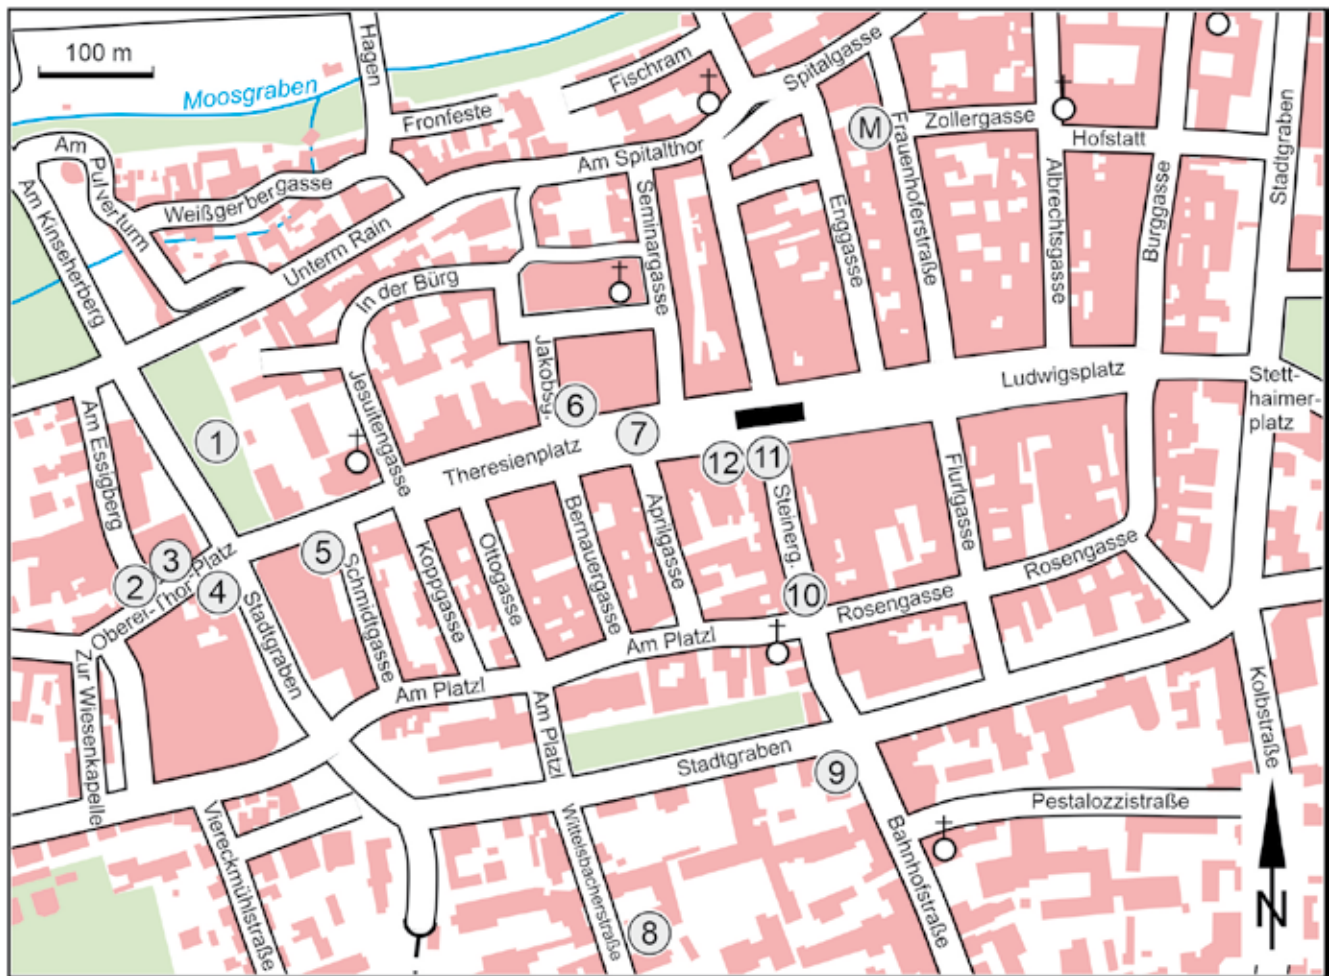 100 m
Hagen
Moosgraben
Fronfeste
Fischram
Spitalgasse
Am Spitalthor
M
Frauenhoferstraße
Zollergasse
Hofstatt
Stadtgraben
Am Pulverturm
Am Kinseherberg
Weißgerbergasse
Unterm Rain
In der Bürg
Seminargasse
Enggasse
Albrechtsgasse
Burggasse
Jesuitengasse
Jakobsg.
Ludwigsplatz
Stett-
haimer-
platz
Am Essigberg
1
6
7
Theresienplatz
12
11
Steinerg.
Flurlgasse
2
3
4
Oberer-Thor-Platz
5
Schmidtgasse
Koppgasse
Ottogasse
Bernauergasse
Aprilgasse
10
Rosengasse
Rosengasse
Stadtgraben
Zur Wiesenkapelle
Am Platzl
Am Platzl
Am Platzl
Kolbstraße
Stadtgraben
9
Pestalozzistraße
Viereckmühlstraße
Wittelsbacherstraße
8
Bahnhofstraße
N